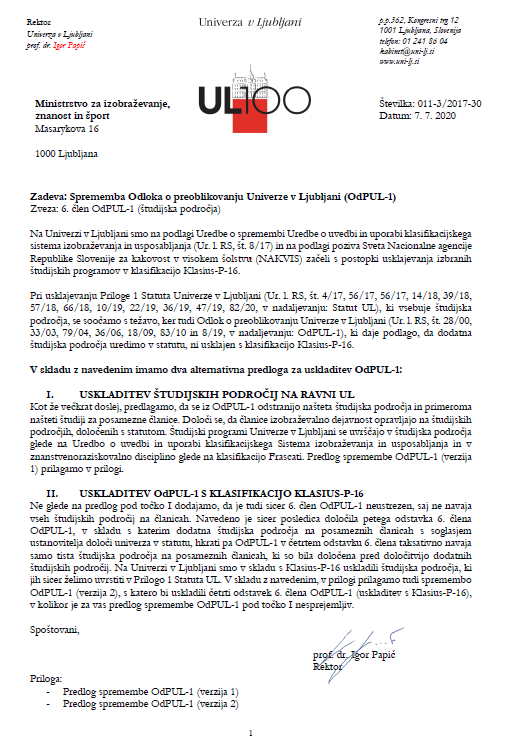 Rektor
Univerza v Ljubljani
prof. dr. Igor Papič
Univerza v Ljubljani
p.p.362, Kongresni trg 12
1001 Ljubljana, Slovenija
telefon: 01 241 86 04
kabinet@uni-lj.si
www.uni-lj.si
UL100
Ministrstvo za izobraževanje,
znanost in šport
Masarykova 16
1000 Ljubljana
Številka: 011-3/2017-30
Datum: 7. 7. 2020
Zadeva: Sprememba Odloka o preoblikovanju Univerze v Ljubljani (OdPUL-1)
Zveza: 6. člen OdPUL-1 (študijska področja)
Na Univerzi v Ljubljani smo na podlagi Uredbe o spremembi Uredbe o uvedbi in uporabi klasifikacijskega
sistema izobraževanja in usposabljanja (Ur. l. RS, št. 8/17) in na podlagi poziva Sveta Nacionalne agencije
Republike Slovenije za kakovost v visokem šolstvu (NAKVIS) začeli s postopki usklajevanja izbranih
študijskih programov v klasifikacijo Klasius-P-16.
Pri usklajevanju Priloge 1 Statuta Univerze v Ljubljani (Ur. l. RS, št. 4/17, 56/17, 56/17, 14/18, 39/18,
57/18, 66/18, 10/19, 22/19, 36/19, 47/19, 82/20, v nadaljevanju: Statut UL), ki vsebuje študijska
področja, se soočamo s težavo, ker tudi Odlok o preoblikovanju Univerze v Ljubljani (Ur. l. RS, št. 28/00,
33/03, 79/04, 36/06, 18/09, 83/10 in 8/19, v nadaljevanju: OdPUL-1), ki daje podlago, da dodatna
študijska področja uredimo v statutu, ni usklajen s klasifikacijo Klasius-P-16.
V skladu z navedenim imamo dva alternativna predloga za uskladitev OdPUL-1:
I. USKLADITEV ŠTUDIJSKIH PODROČIJ NA RAVNI UL
Kot že večkrat doslej, predlagamo, da se iz OdPUL-1 odstranijo našteta študijska področja in primeroma
našteti študiji za posamezne članice. Določi se, da članice izobraževalno dejavnost opravljajo na študijskih
področjih, določenih s statutom. Študijski programi Univerze v Ljubljani se uvrščajo v študijska področja
glede na Uredbo o uvedbi in uporabi klasifikacijskega Sistema izobraževanja in usposabljanja in v
znanstvenoraziskovalno disciplino glede na klasifikacijo Frascati. Predlog spremembe OdPUL-1 (verzija
1) prilagamo v prilogi.
II. USKLADITEV OdPUL-1 S KLASIFIKACIJO KLASIUS-P-16
Ne glede na predlog pod točko I dodajamo, da je tudi sicer 6. člen OdPUL-1 neustrezen, saj ne navaja
vseh študijskih področij na članicah. Navedeno je sicer posledica določila petega odstavka 6. člena
OdPUL-1, v skladu s katerim dodatna študijska področja na posameznih članicah s soglasjem
ustanovitelja določi univerza v statutu, hkrati pa OdPUL-1 v četrtem odstavku 6. člena taksativno navaja
samo tista študijska področja na posameznih članicah, ki so bila določena pred določitvijo dodatnih
študijskih področij. Na Univerzi v Ljubljani smo v skladu s Klasius-P-16 uskladili študijska področja, ki
jih sicer želimo uvrstiti v Prilogo 1 Statuta UL. V skladu z navedenim, v prilogi prilagamo tudi spremembo
OdPUL-1 (verzija 2), s katero bi uskladili četrti odstavek 6. člena OdPUL-1 (uskladitev s Klasius-P-16),
v kolikor je za vas predlog spremembe OdPUL-1 pod točko I nesprejemljiv.
Spoštovani,
prof. dr. Igor Papič
Rektor
Priloga:
- Predlog spremembe OdPUL-1 (verzija 1)
- Predlog spremembe OdPUL-1 (verzija 2)
1